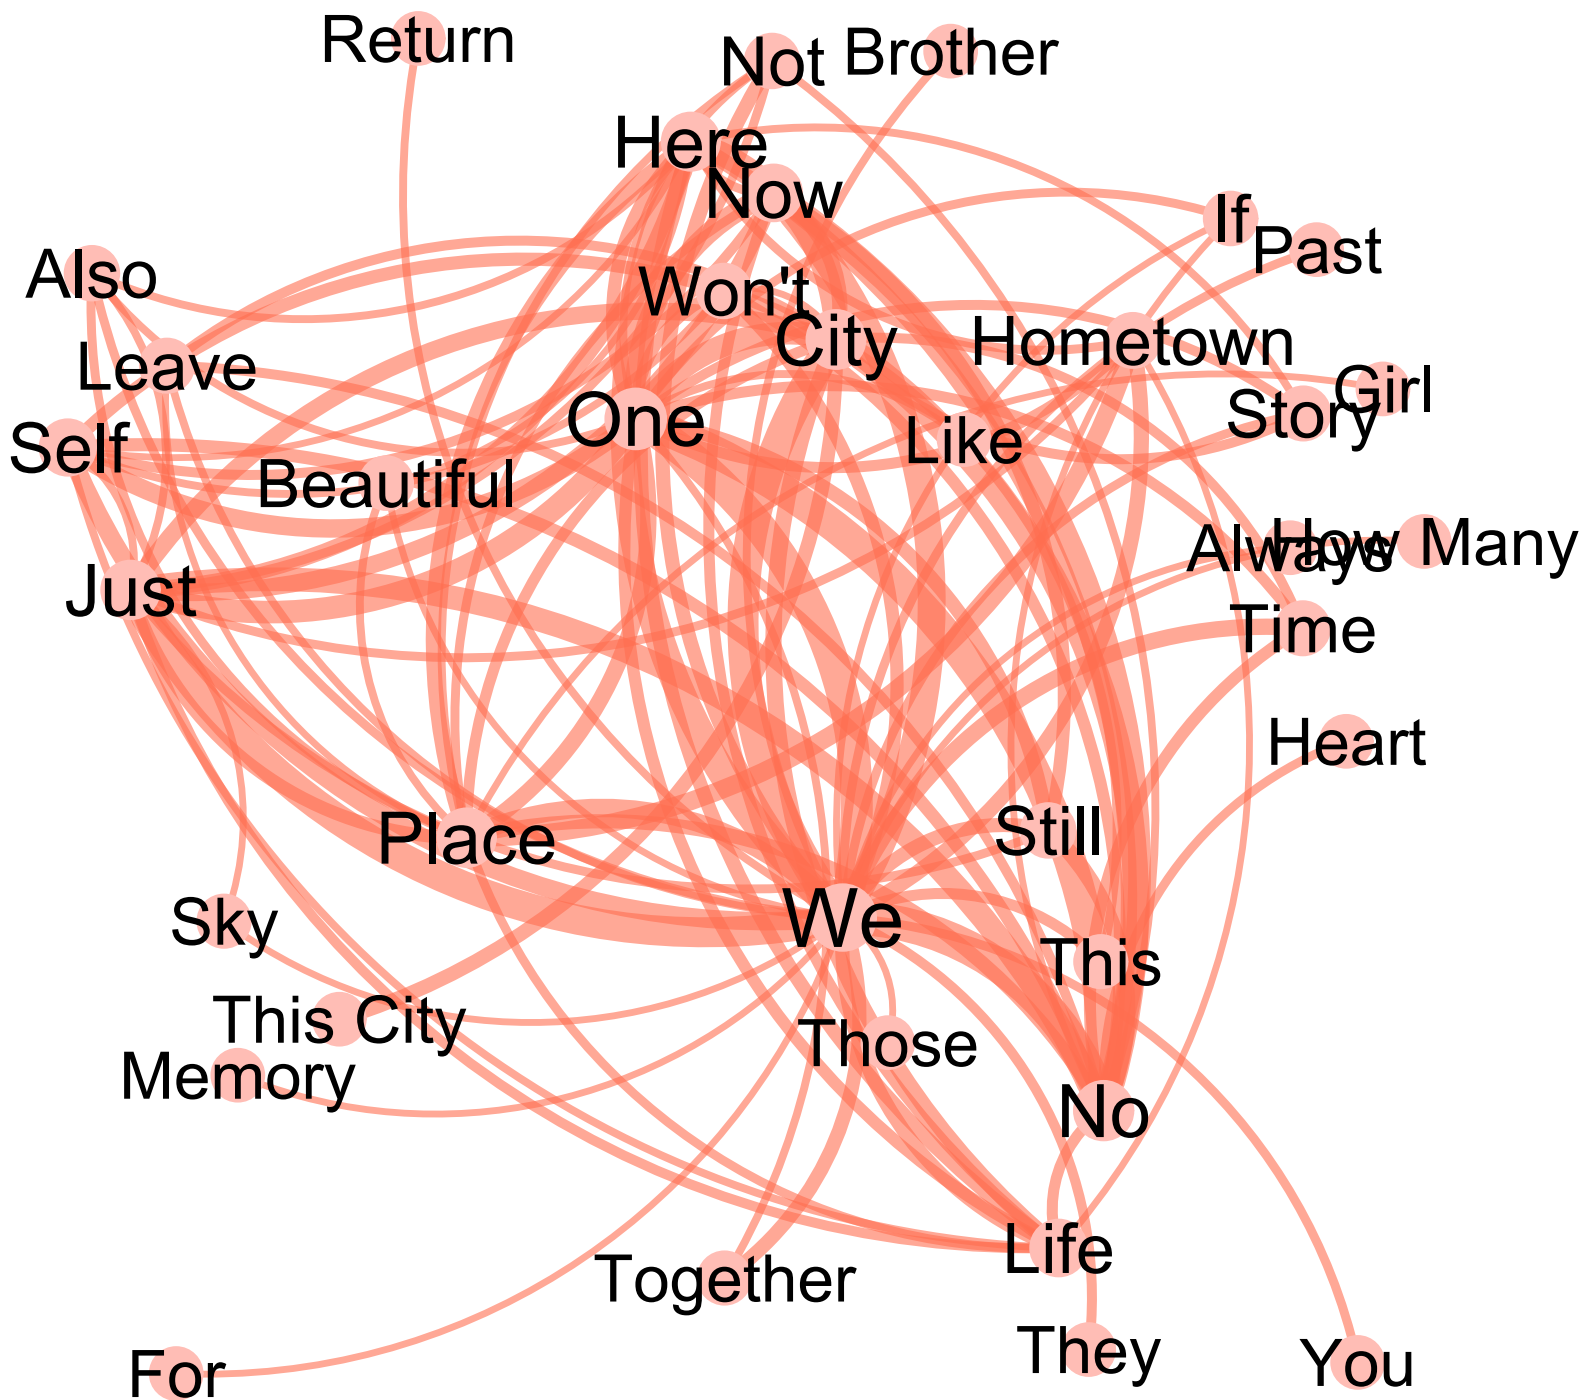 Return
Not
Brother
Here
Now
If
Past
Also
Won't
City
Hometown
Leave
Girl
Story
One
Like
Self
Beautiful
Always
How Many
Just
Time
Heart
Place
Still
We
Sky
This
This City
Those
Memory
No
Life
Together
They
You
For